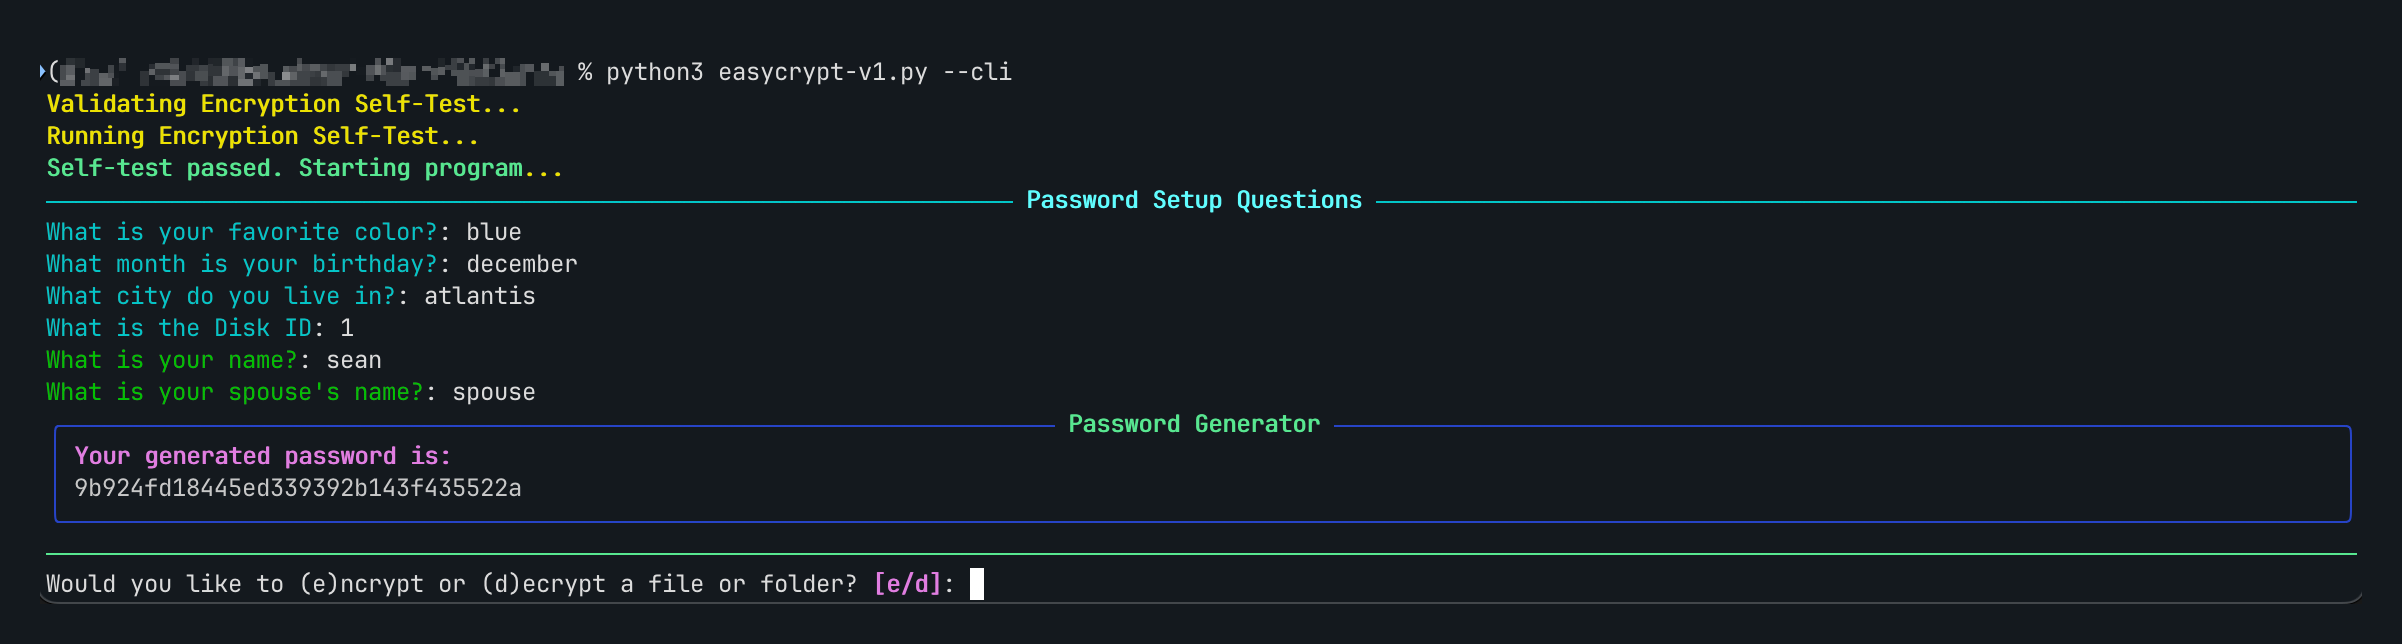 ( % python3 easycrypt-v1.py --cli
Validating Encryption Self-Test...
Running Encryption Self-Test...
Self-test passed. Starting program...
Password Setup Questions
What is your favorite color?: blue
What month is your birthday?: december
What city do you live in?: atlantis
What is the Disk ID: 1
What is your name?: sean
What is your spouse's name?: spouse
Password Generator
Your generated password is:
9b924fd18445ed339392b143f435522a
Would you like to (e)ncrypt or (d)ecrypt a file or folder? [e/d]: